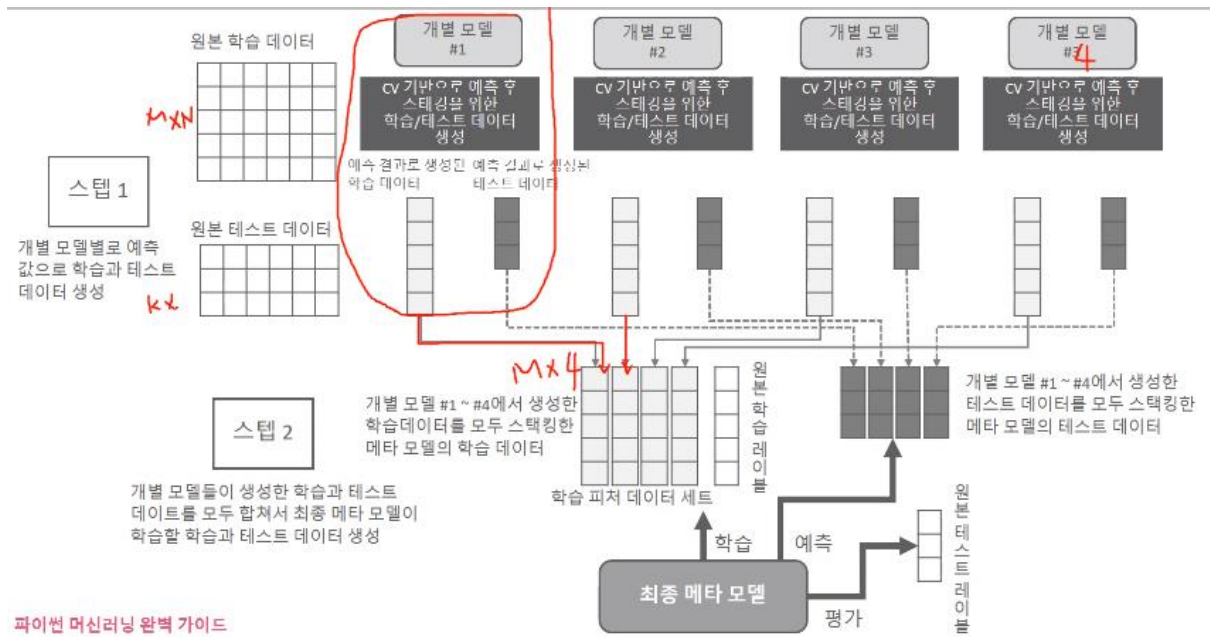 원본 학습 데이터
MXN
스텝 1
개별 모델별로 예측
값으로 학습과 테스트
데이터 생성
원본 테스트 데이터
개별 모델
#1
CV 기반으로 예측 후
스태킹을 위한
학습/테스트 데이터
생성
예측 결과로 생성된
학습 데이터
예측 결과로 생성된
테스트 데이터
개별 모델
#2
CV 기반으로 예측 후
스태킹을 위한
학습/테스트 데이터
생성
개별 모델
#3
CV 기반으로 예측 후
스태킹을 위한
학습/테스트 데이터
생성
개별 모델
#3 4
CV 기반으로 예측 후
스태킹을 위한
학습/테스트 데이터
생성
스텝 2
개별 모델들이 생성한 학습과 테스트
데이트를 모두 합쳐서 최종 메타 모델이
학습할 학습과 테스트 데이터 생성
MX4
개별 모델 #1 ~ #4에서 생성한
학습데이터를 모두 스택킹한
메타 모델의 학습 데이터
학습 피처 데이터 세트
원본 학습 레이블
개별 모델 #1 ~ #4에서 생성한
테스트 데이터를 모두 스택킹한
메타 모델의 테스트 데이터
학습
예측
최종 메타 모델
평가
원본 테스트 레이블
파이썬 머신러닝 완벽 가이드